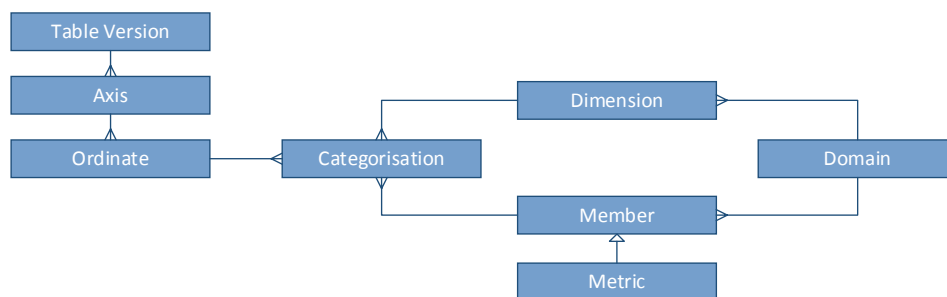 Table Version
Axis
Dimension
Ordinate
Categorisation
Domain
Member
Metric